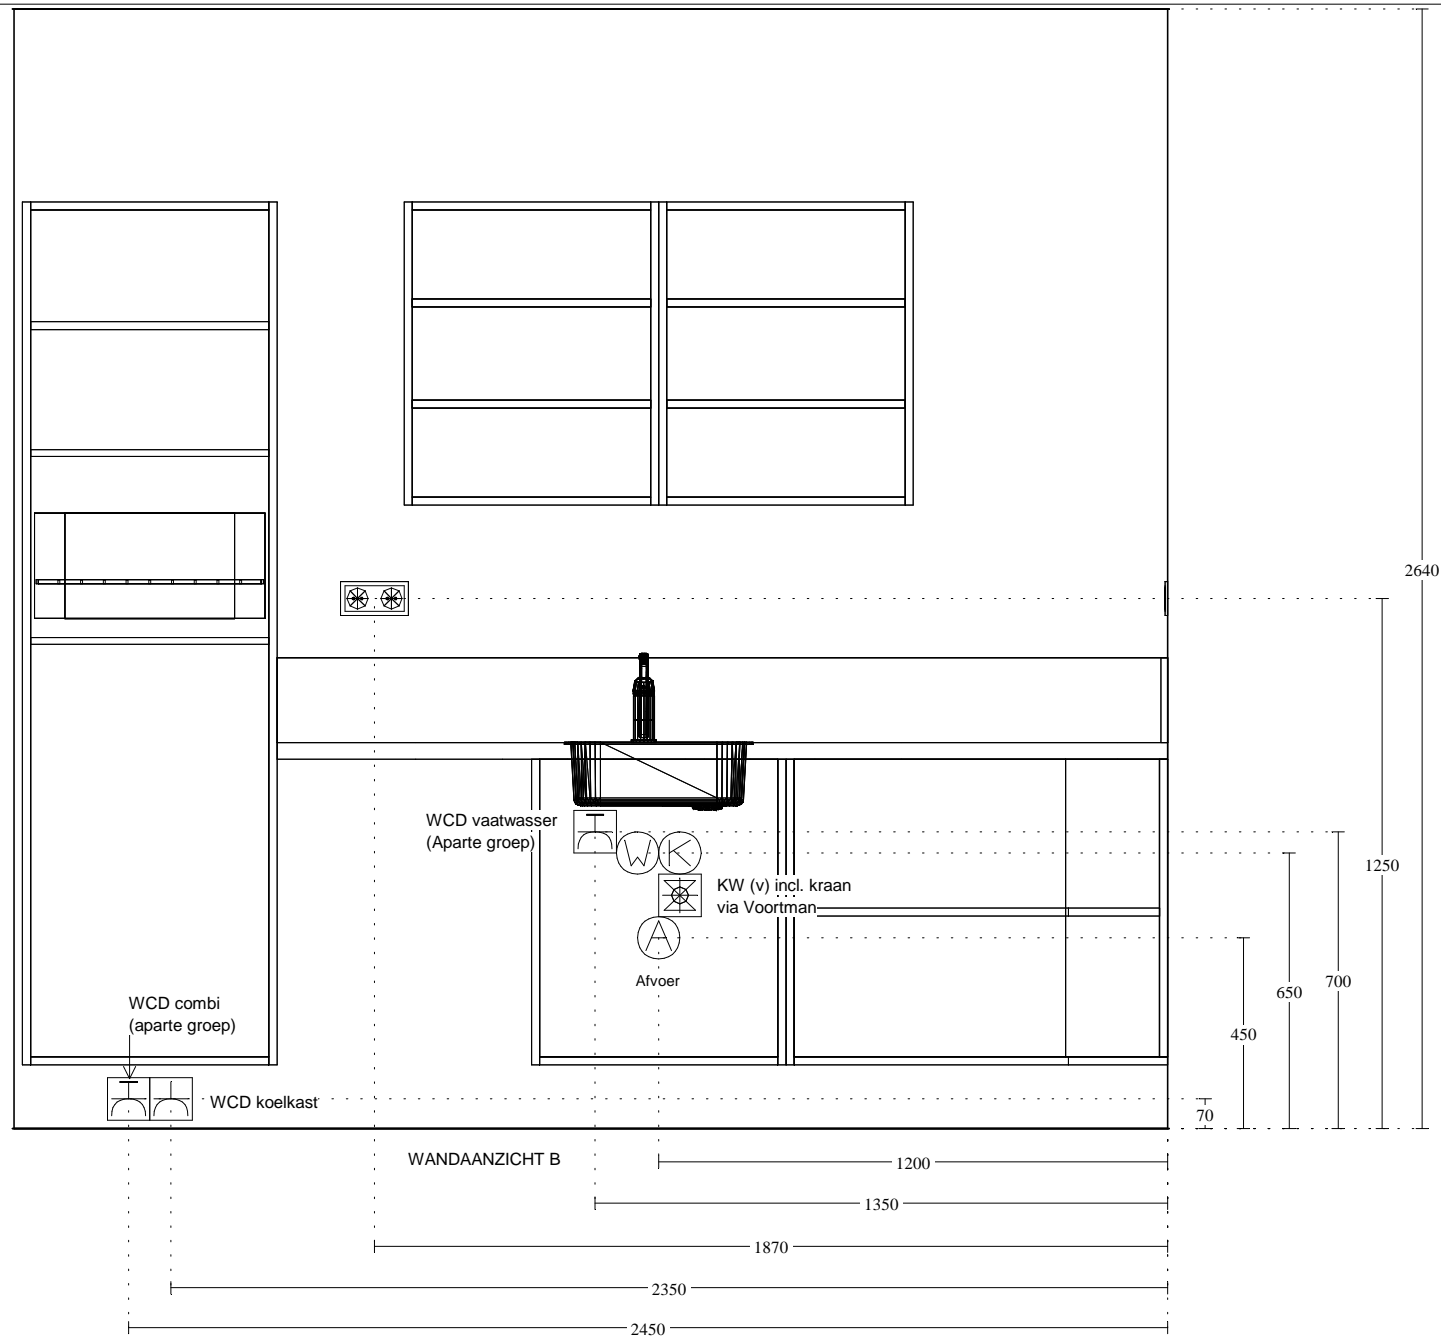 2640
1250
WCD vaatwasser
(Aparte groep)
W
K
KW (v) incl. kraan
via Voortman
A
Afvoer
700
650
450
WCD combi
(aparte groep)
WCD koelkast
70
WANDAANZICHT B
1200
1350
1870
2350
2450